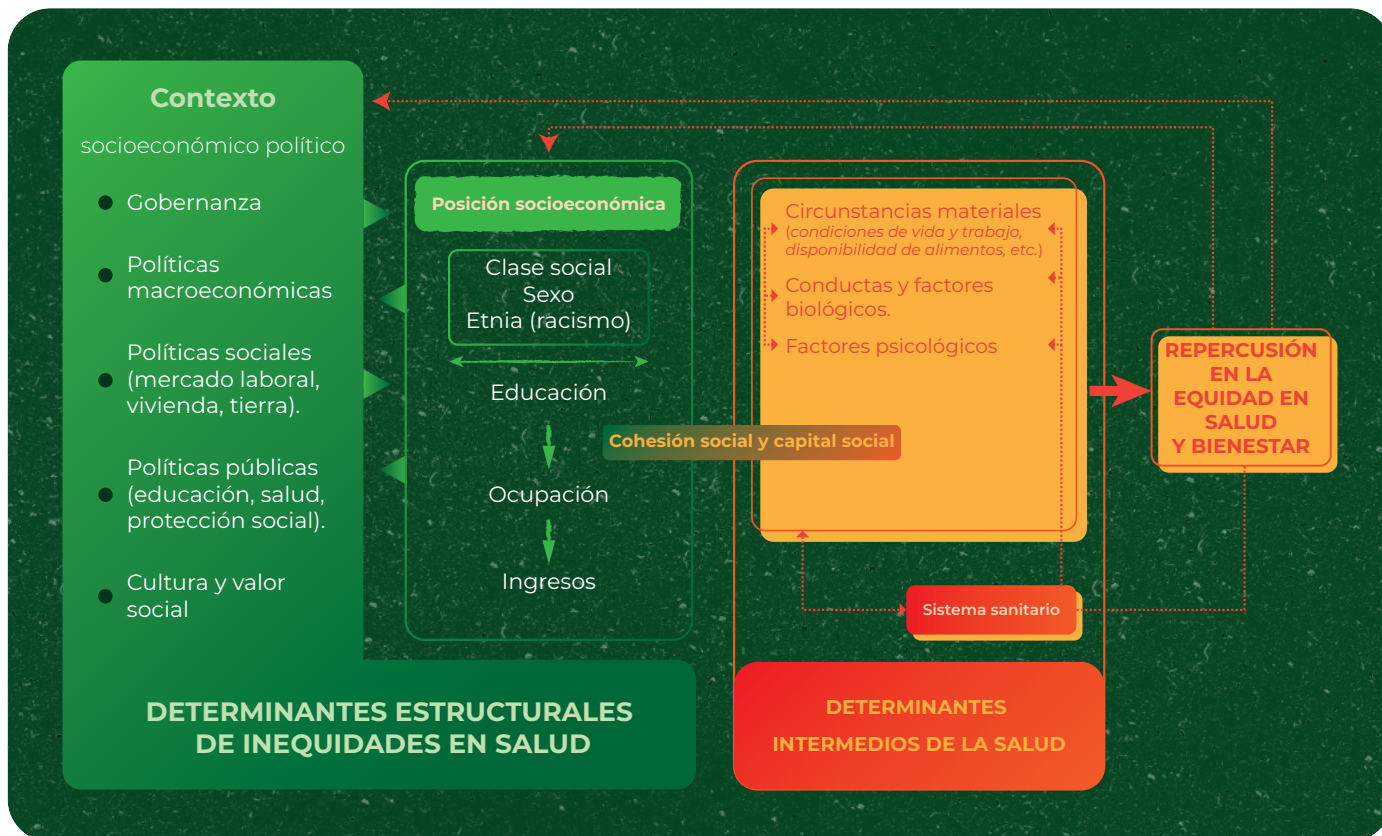 Contexto
socioeconómico político
Gobernanza
Políticas
macroeconómicas
Políticas sociales
(mercado laboral,
vivienda, tierra).
Políticas públicas
(educación, salud,
protección social).
Cultura y valor
social
Posición socioeconómica
Clase social
Sexo
Etnia (racismo)
Educación
Ocupación
Ingresos
Cohesión social y capital social
Circunstancias materiales
(condiciones de vida y trabajo,
disponibilidad de alimentos, etc.)
Conductas y factores
biológicos.
Factores psicológicos
Sistema sanitario
REPERCUSIÓN
EN LA
EQUIDAD EN
SALUD
Y BIENESTAR
DETERMINANTES ESTRUCTURALES
DE INEQUIDADES EN SALUD
DETERMINANTES
INTERMEDIOS DE LA SALUD